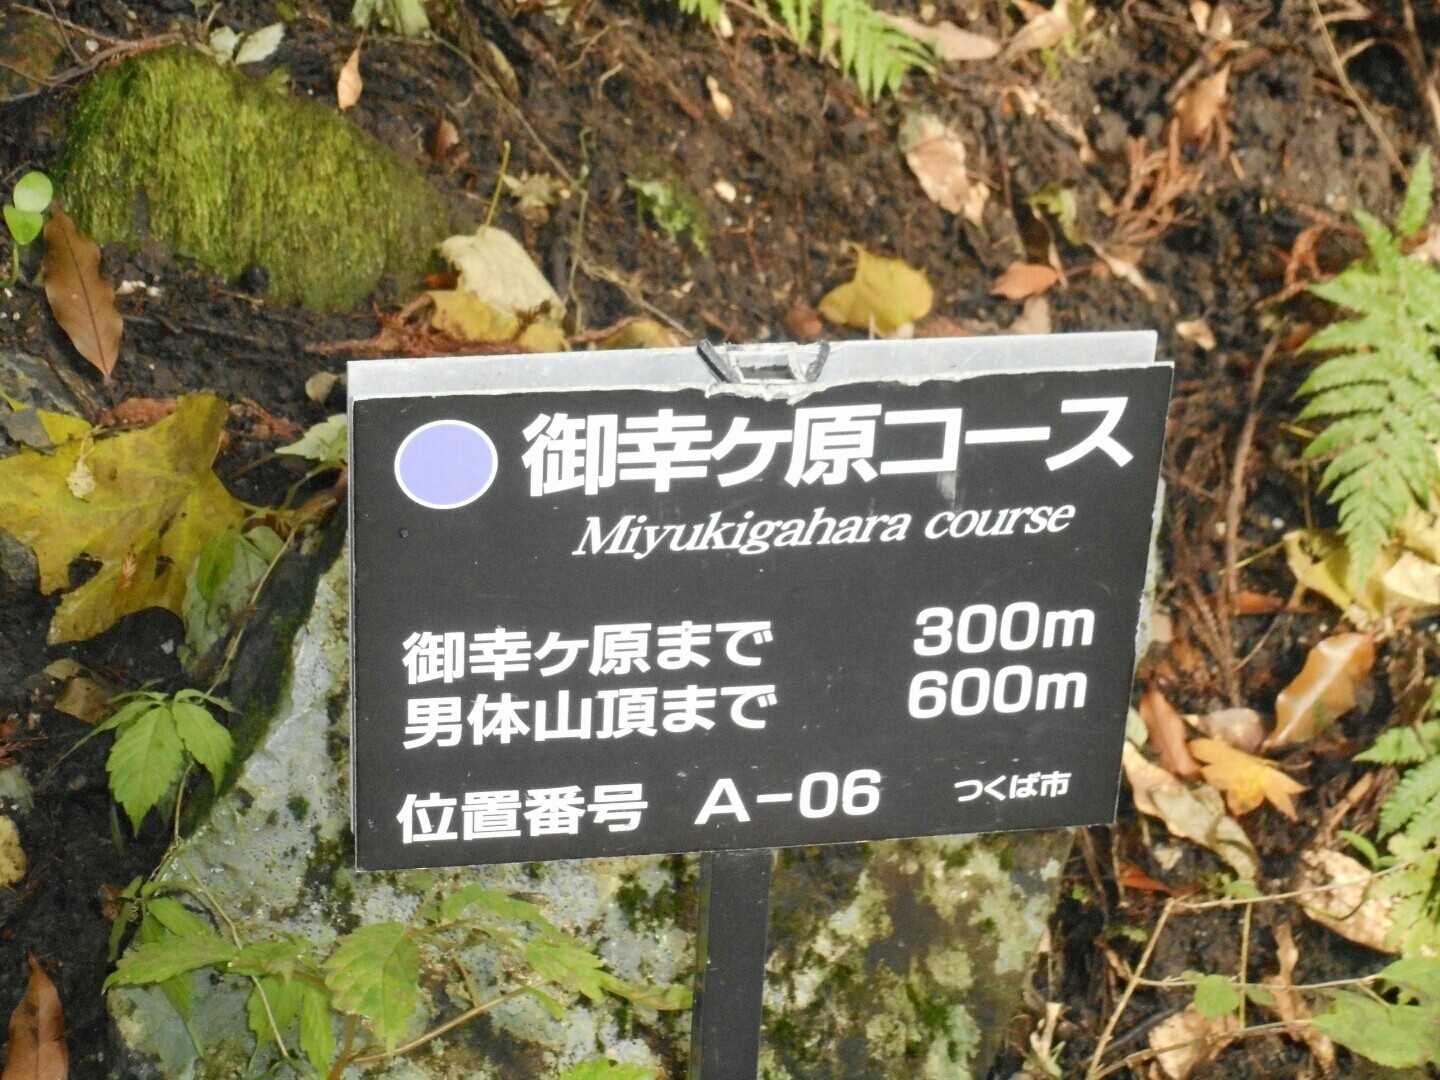 御幸ヶ原コース
Miyukigahara course
御幸ヶ原まで 300m
男体山頂まで 600m
位置番号 A-06 つくば市